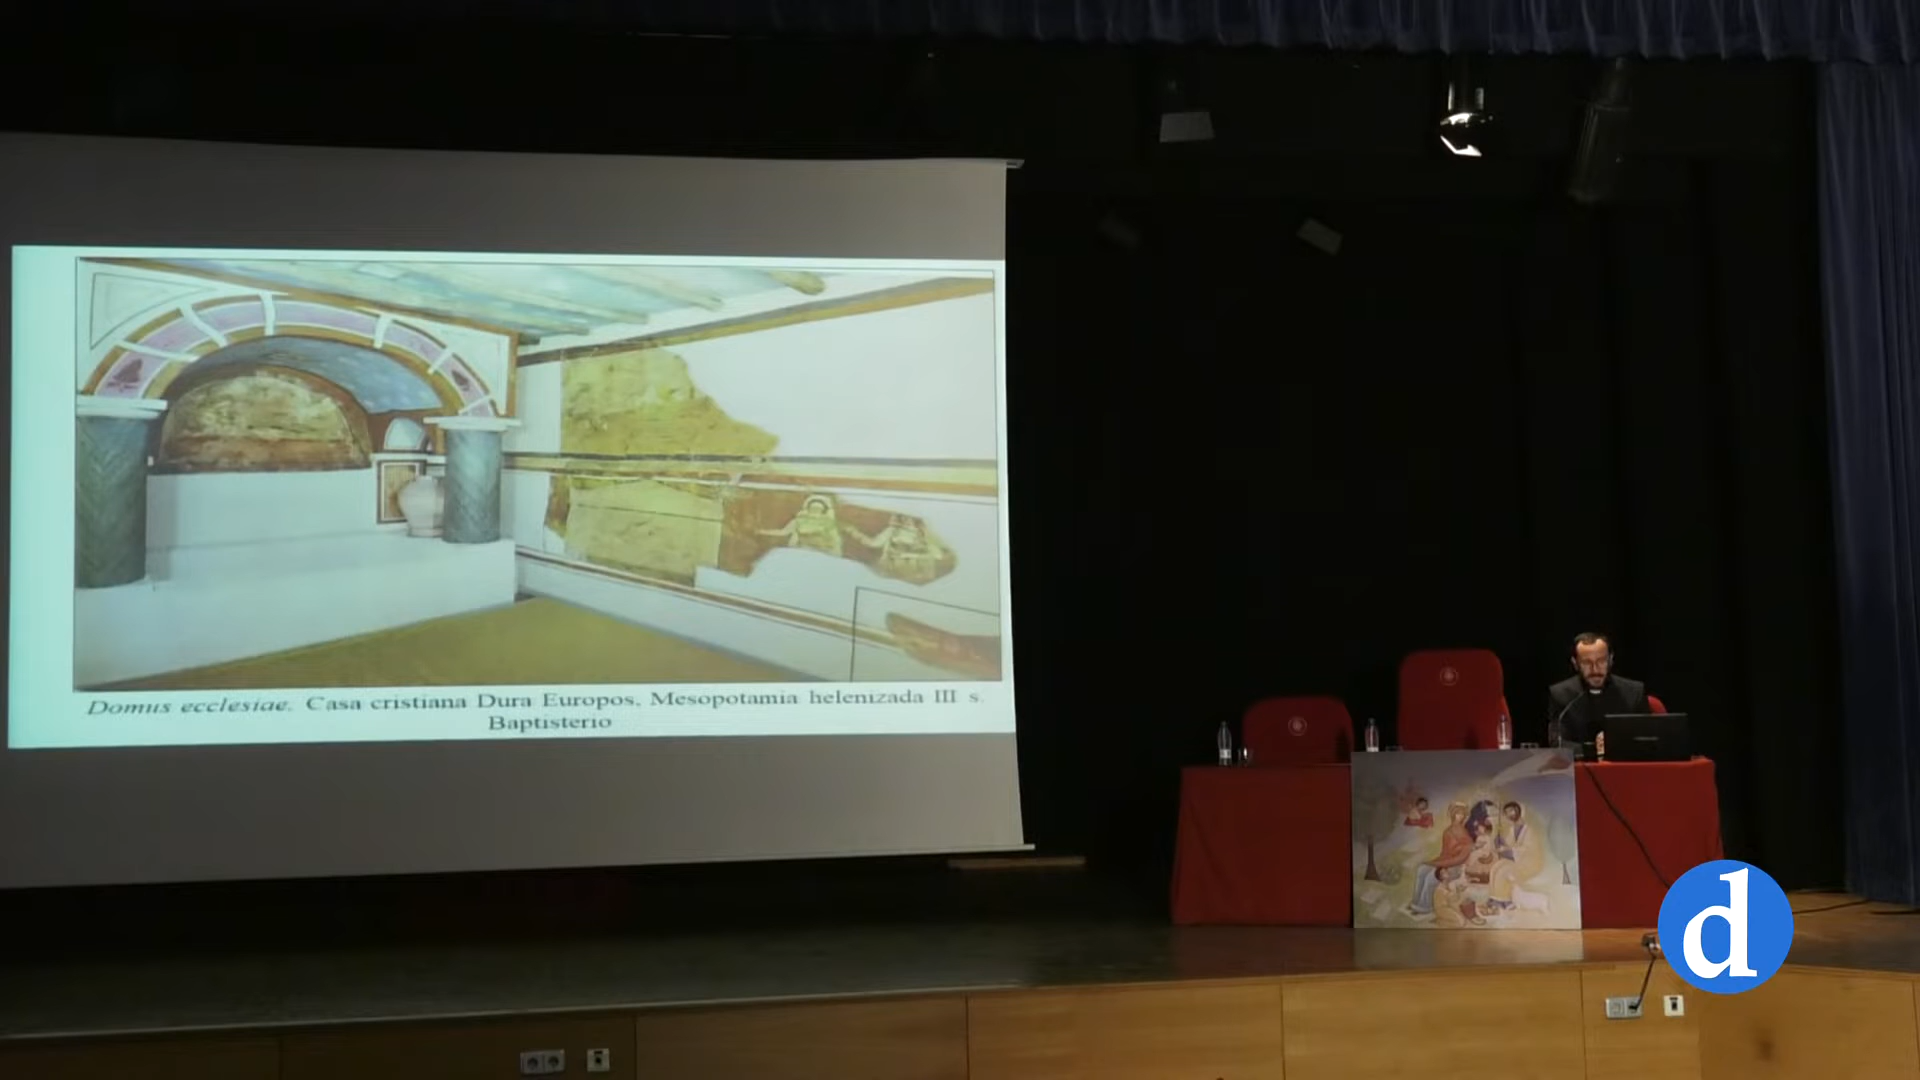 Domus ecclesiae. Casa cristiana Dura Europos, Mesopotamia helenizada III s.
Baptisterio
d